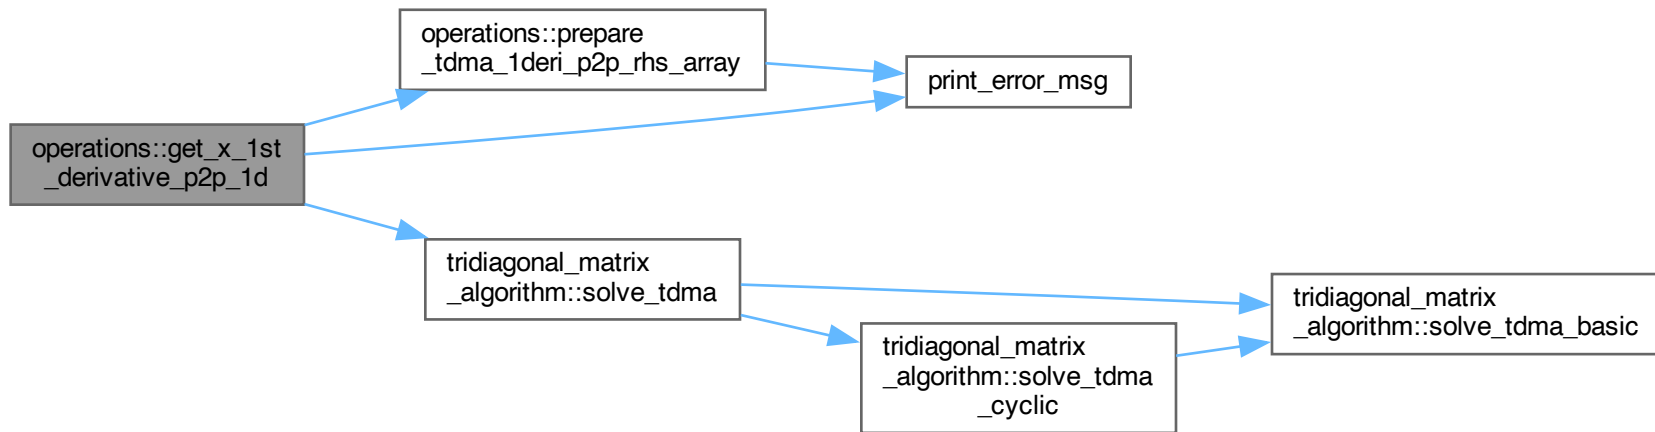 operations::prepare
_tdma_1deri_p2p_rhs_array
print_error_msg
operations::get_x_1st
_derivative_p2p_1d
tridiagonal_matrix
_algorithm::solve_tdma
tridiagonal_matrix
_algorithm::solve_tdma_basic
tridiagonal_matrix
_algorithm::solve_tdma
_cyclic